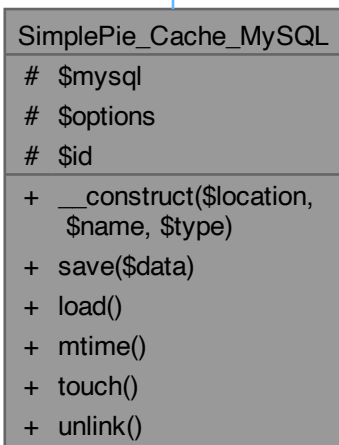 SimplePie_Cache_MySQL
# $mysql
# $options
# $id
+ __construct($location,
$name, $type)
+ save($data)
+ load()
+ mtime()
+ touch()
+ unlink()